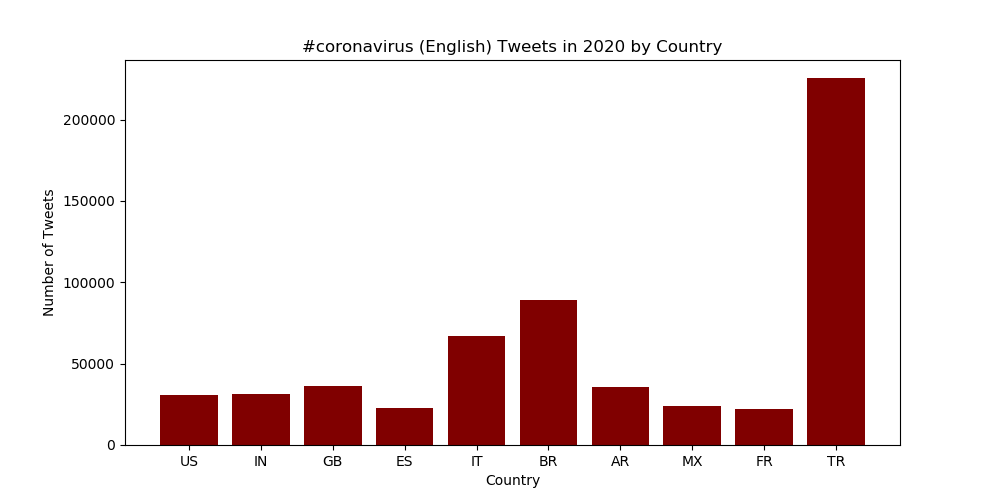 #coronavirus (English) Tweets in 2020 by Country
Number of Tweets
200000
150000
100000
50000
0
US IN GB ES IT BR AR MX FR TR
Country